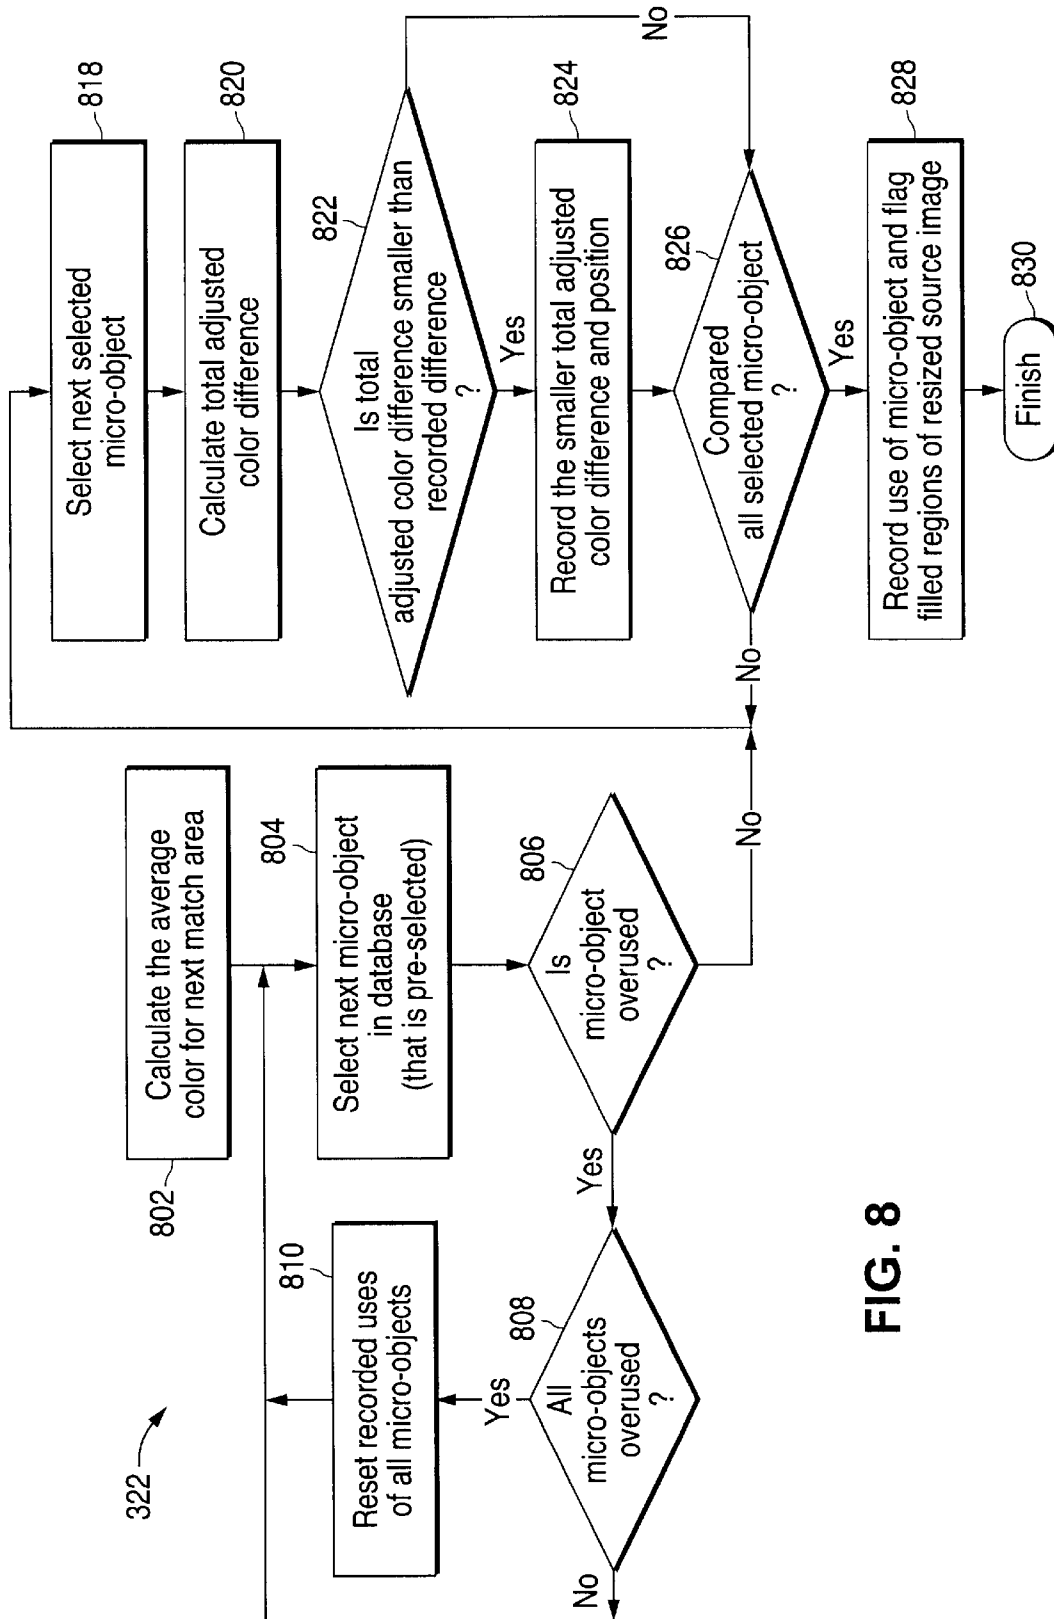 322
802
Calculate the average
color for next match area
804
Select next micro-object
in database
(that is pre-selected)
806
Is
micro-object
overused
?
Yes
No
808
All
micro-objects
overused
?
Yes
No
810
Reset recorded uses
of all micro-objects
818
Select next selected
micro-object
820
Calculate total adjusted
color difference
822
Is total
adjusted color difference smaller than
recorded difference
?
Yes
No
824
Record the smaller total adjusted
color difference and position
826
Compared
all selected micro-object
?
No
Yes
828
Record use of micro-object and flag
filled regions of resized source image
Finish
830
FIG. 8